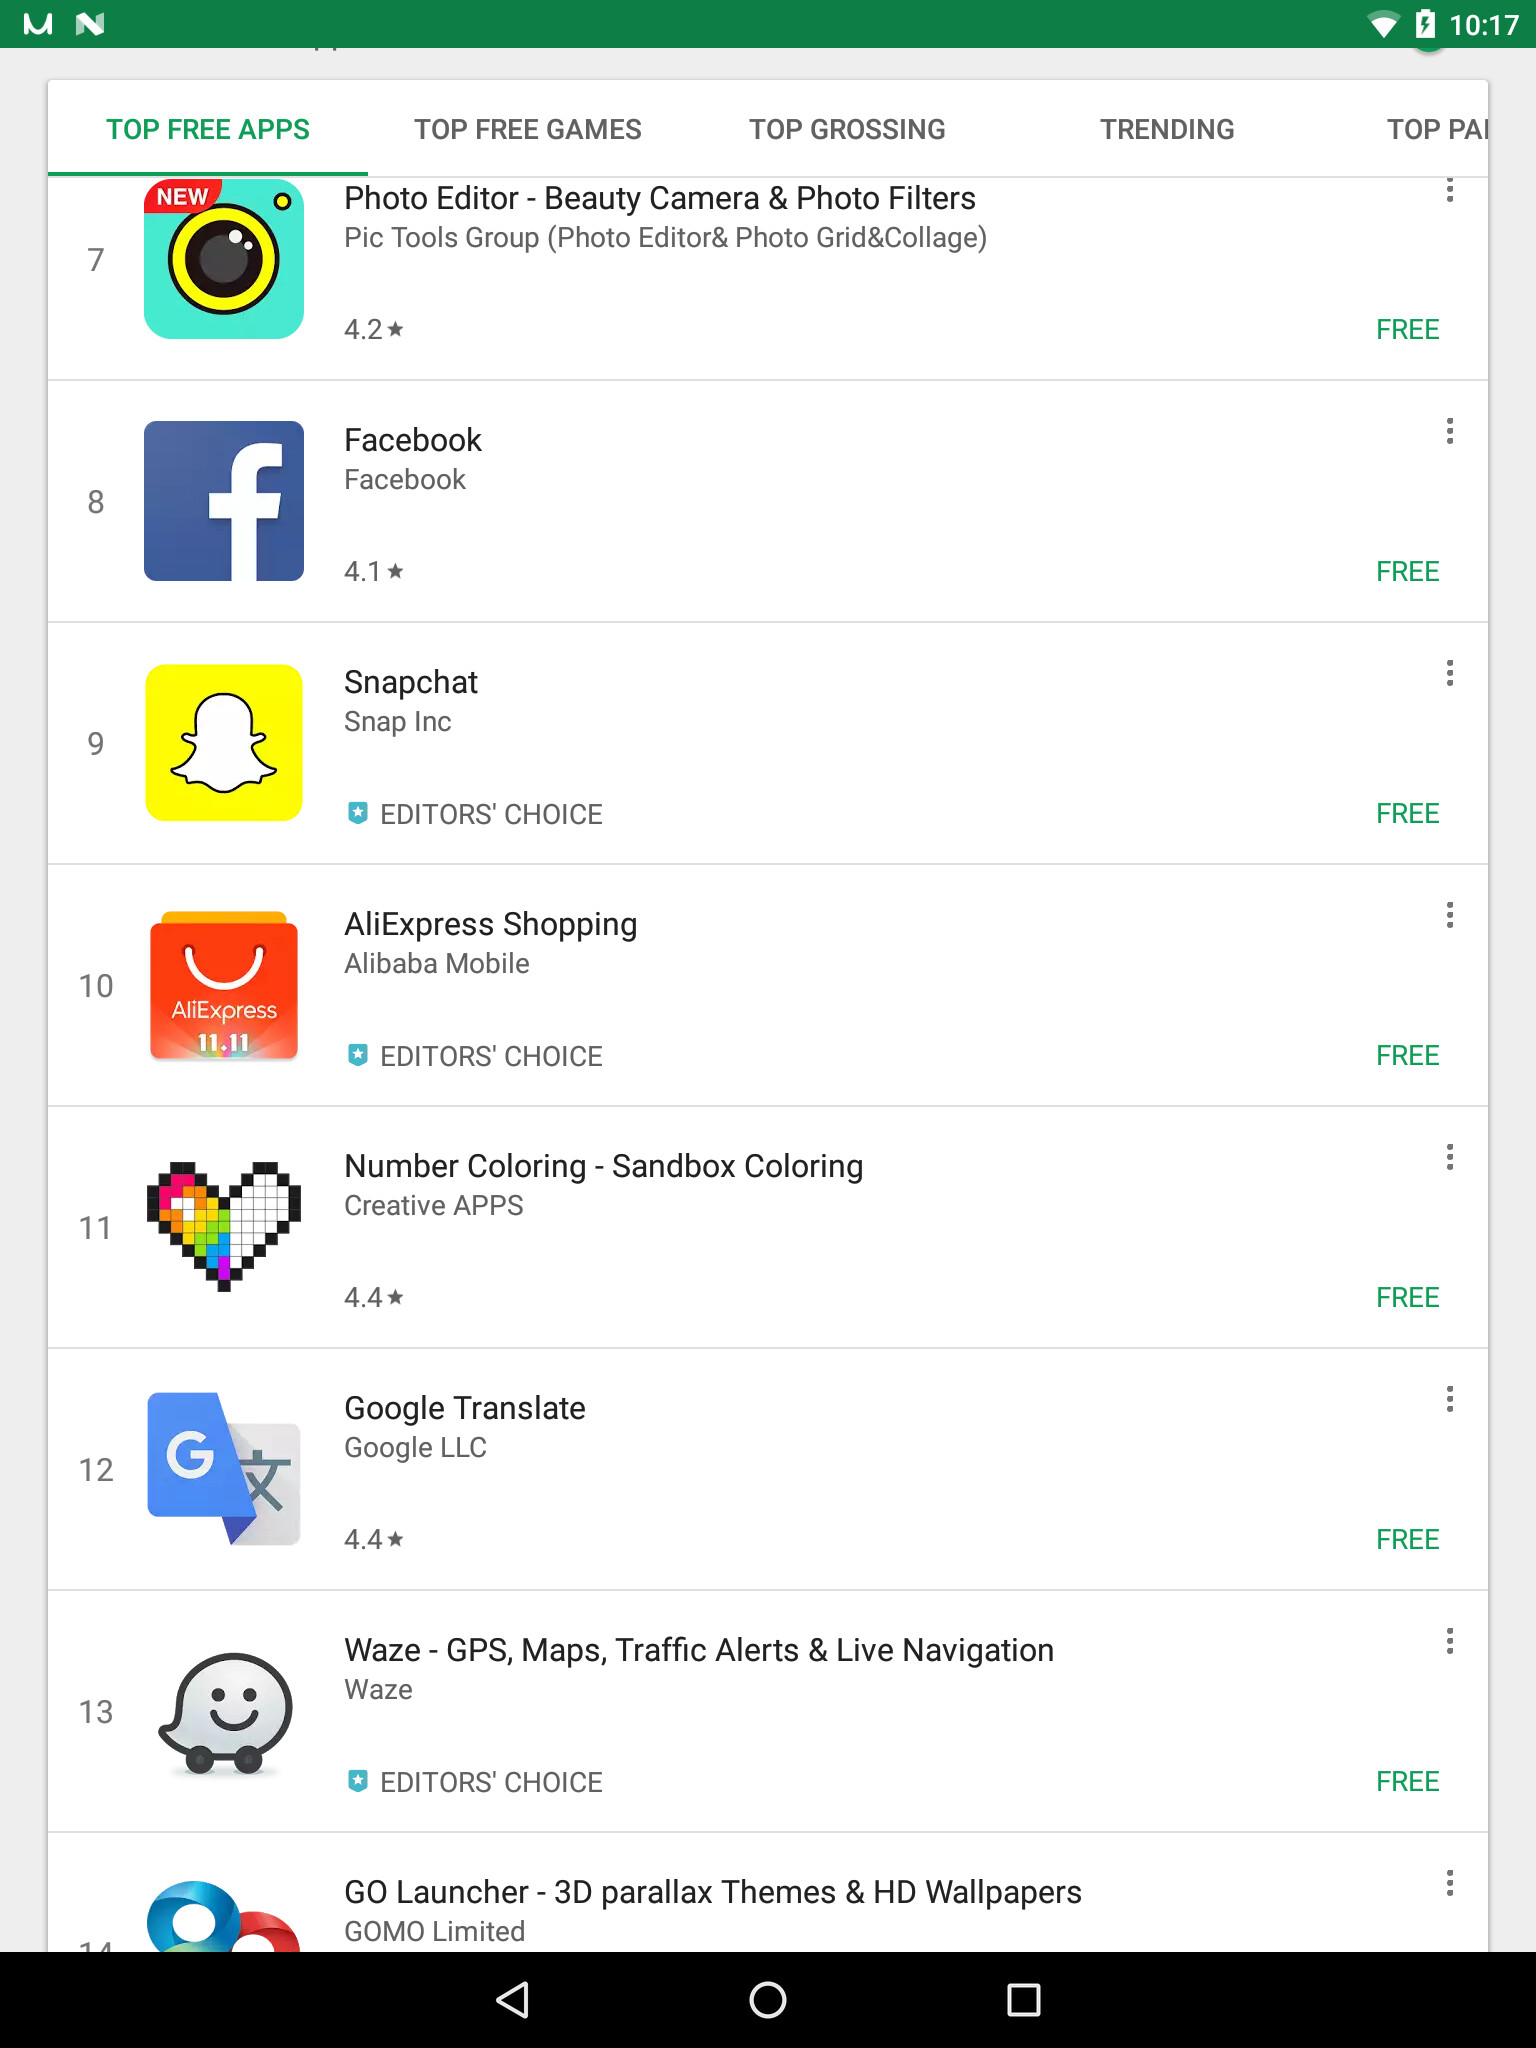 10:17
TOP FREE APPS
TOP FREE GAMES
TOP GROSSING
TRENDING
TOP PAI
7
NEW
Photo Editor - Beauty Camera & Photo Filters
Pic Tools Group (Photo Editor& Photo Grid&Collage)
4.2★
FREE
8
Facebook
Facebook
4.1★
FREE
9
Snapchat
Snap Inc
EDITORS' CHOICE
FREE
10
AliExpress
11.11
AliExpress Shopping
Alibaba Mobile
EDITORS' CHOICE
FREE
11
Number Coloring - Sandbox Coloring
Creative APPS
4.4★
FREE
12
G
文
Google Translate
Google LLC
4.4★
FREE
13
Waze - GPS, Maps, Traffic Alerts & Live Navigation
Waze
EDITORS' CHOICE
FREE
14
GO Launcher - 3D parallax Themes & HD Wallpapers
GOMO Limited